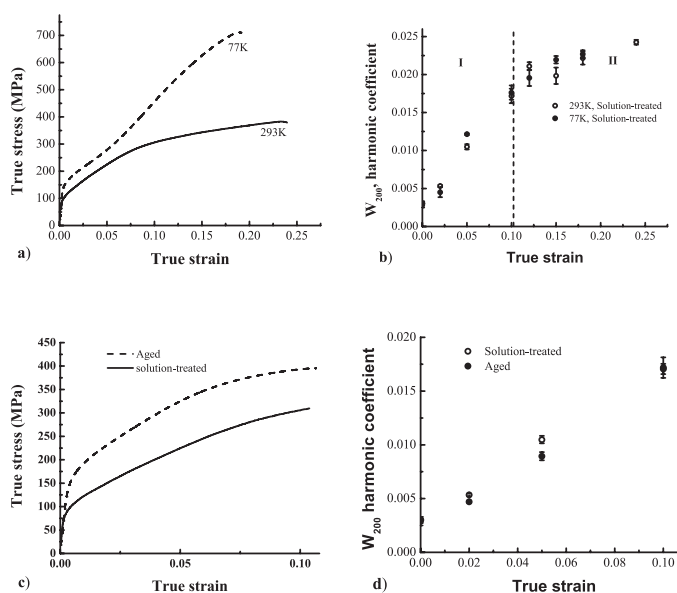 True stress (MPa)
700
600
500
400
300
200
100
0
77K
293K
0.00 0.05 0.10 0.15 0.20 0.25
a)
True strain
W200, harmonic coefficient
0.025
0.020
0.015
0.010
0.005
0.000
I
II
293K, Solution-treated
77K, Solution-treated
0.00 0.05 0.10 0.15 0.20 0.25
b)
True strain
True stress (MPa)
450
400
350
300
250
200
150
100
50
0
Aged
solution-treated
0.00 0.05 0.10
c)
True strain
W200 harmonic coefficient
0.020
0.015
0.010
0.005
0.000
Solution-treated
Aged
0.00 0.02 0.04 0.06 0.08 0.10
d)
True strain